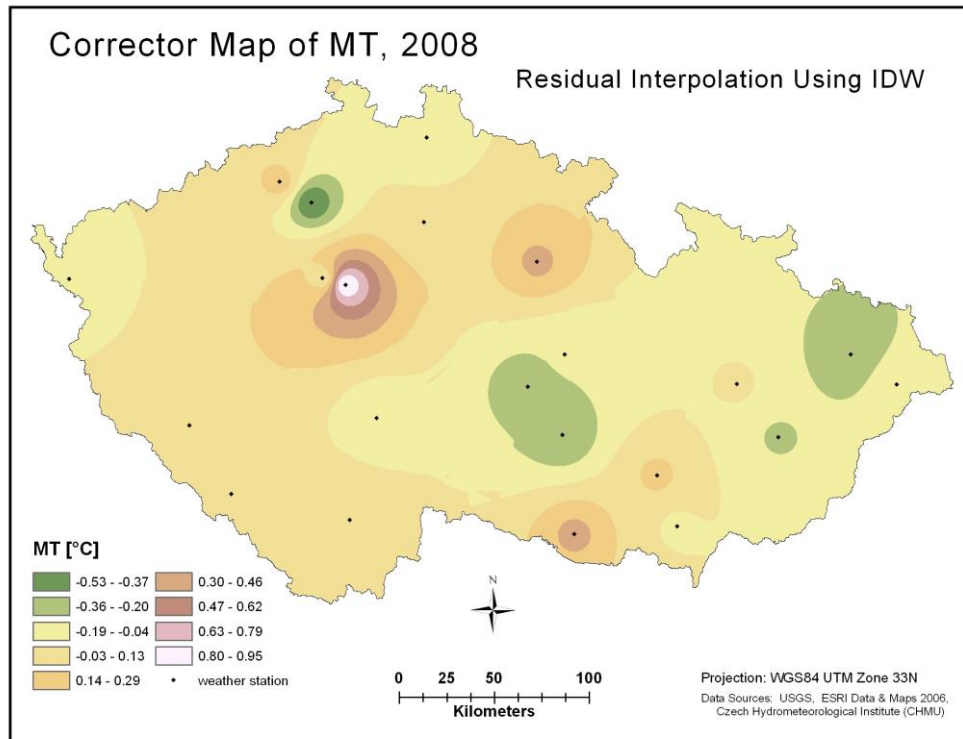 Corrector Map of MT, 2008
Residual Interpolation Using IDW
MT [°C]
-0.53 - -0.37
-0.36 - -0.20
-0.19 - -0.04
-0.03 - 0.13
0.14 - 0.29
0.30 - 0.46
0.47 - 0.62
0.63 - 0.79
0.80 - 0.95
weather station
N
0 25 50 100
Kilometers
Projection: WGS84 UTM Zone 33N
Data Sources: USGS, ESRI Data & Maps 2006,
Czech Hydrometeorological Institute (CHMU)